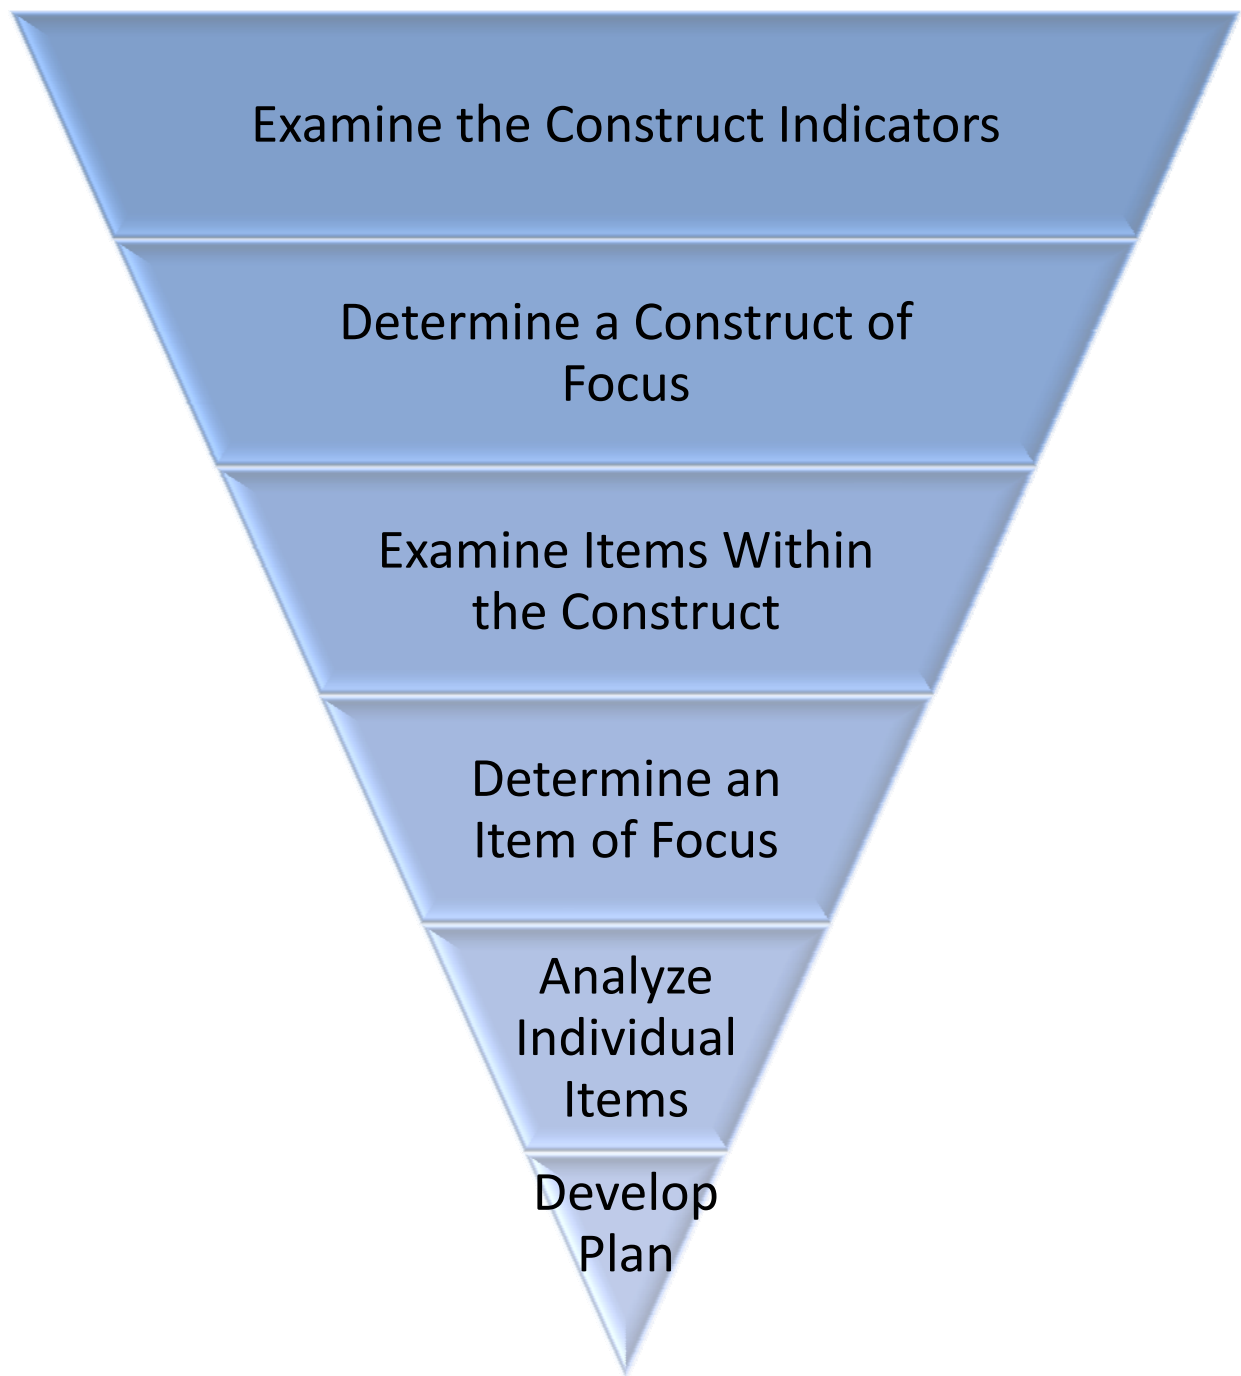 Examine the Construct Indicators
Determine a Construct of
Focus
Examine Items Within
the Construct
Determine an
Item of Focus
Analyze
Individual
Items
Develop
Plan